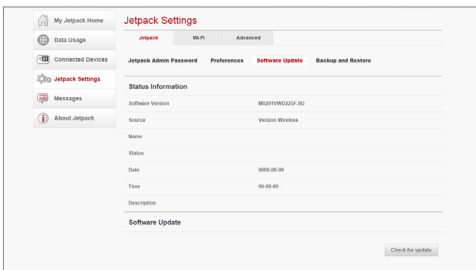 My Jetpack Home
Data Usage
Connected Devices
Jetpack Settings
Messages
About Jetpack
Jetpack Settings
Jetpack Wi-Fi Advanced
Jetpack Admin Password Preferences Software Update Backup and Restore
Status Information
Software Version
Source Version Wireless
Name
Status
Date 0000-00-00
Time 00-00-00
Description
Software Update
Check for update